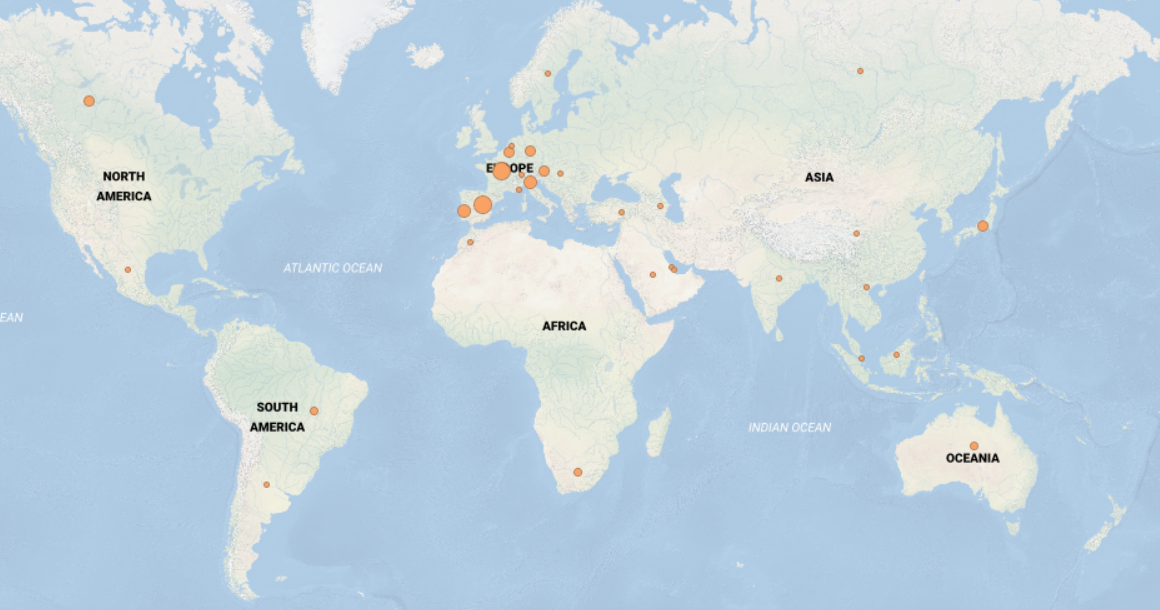 NORTH
AMERICA
EUROPE
ASIA
ATLANTIC OCEAN
EAN
AFRICA
SOUTH
AMERICA
INDIAN OCEAN
OCEANIA